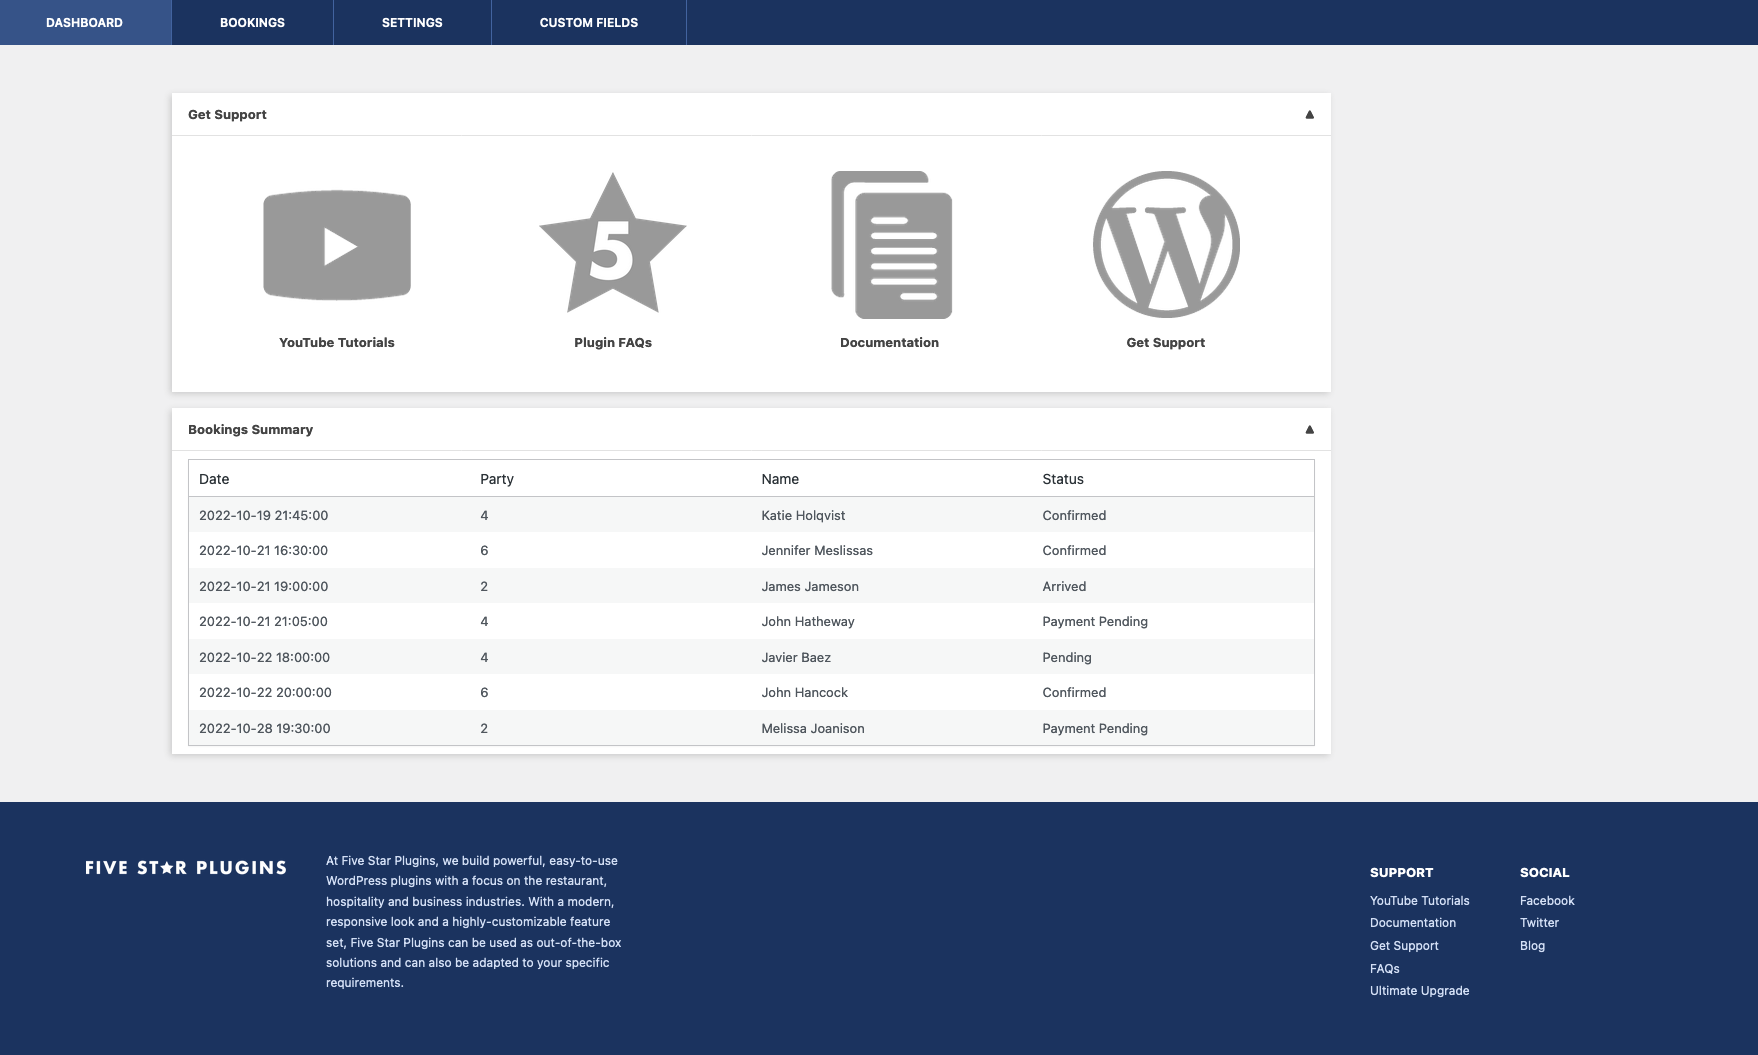 DASHBOARD BOOKINGS SETTINGS CUSTOM FIELDS
Get Support ▲
5
YouTube Tutorials Plugin FAQs Documentation Get Support
Bookings Summary ▲
Date Party Name Status
2022-10-19 21:45:00 4 Katie Holqvist Confirmed
2022-10-21 16:30:00 6 Jennifer Meslissas Confirmed
2022-10-21 19:00:00 2 James Jameson Arrived
2022-10-21 21:05:00 4 John Hatheway Payment Pending
2022-10-22 18:00:00 4 Javier Baez Pending
2022-10-22 20:00:00 6 John Hancock Confirmed
2022-10-28 19:30:00 2 Melissa Joanison Payment Pending
FIVE ST★R PLUGINS
At Five Star Plugins, we build powerful, easy-to-use
WordPress plugins with a focus on the restaurant,
hospitality and business industries. With a modern,
responsive look and a highly-customizable feature
set, Five Star Plugins can be used as out-of-the-box
solutions and can also be adapted to your specific
requirements.
SUPPORT
YouTube Tutorials
Documentation
Get Support
FAQs
Ultimate Upgrade
SOCIAL
Facebook
Twitter
Blog